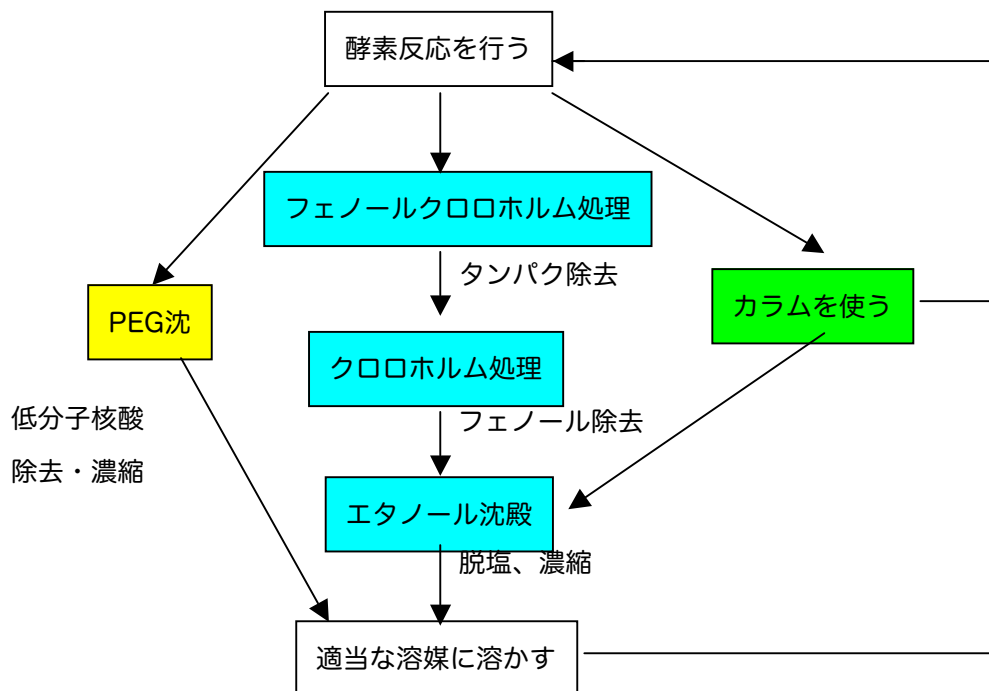 酵素反応を行う
フェノールクロロホルム処理
タンパク除去
PEG沈
カラムを使う
クロロホルム処理
低分子核酸
除去・濃縮
フェノール除去
エタノール沈殿
脱塩、濃縮
適当な溶媒に溶かす